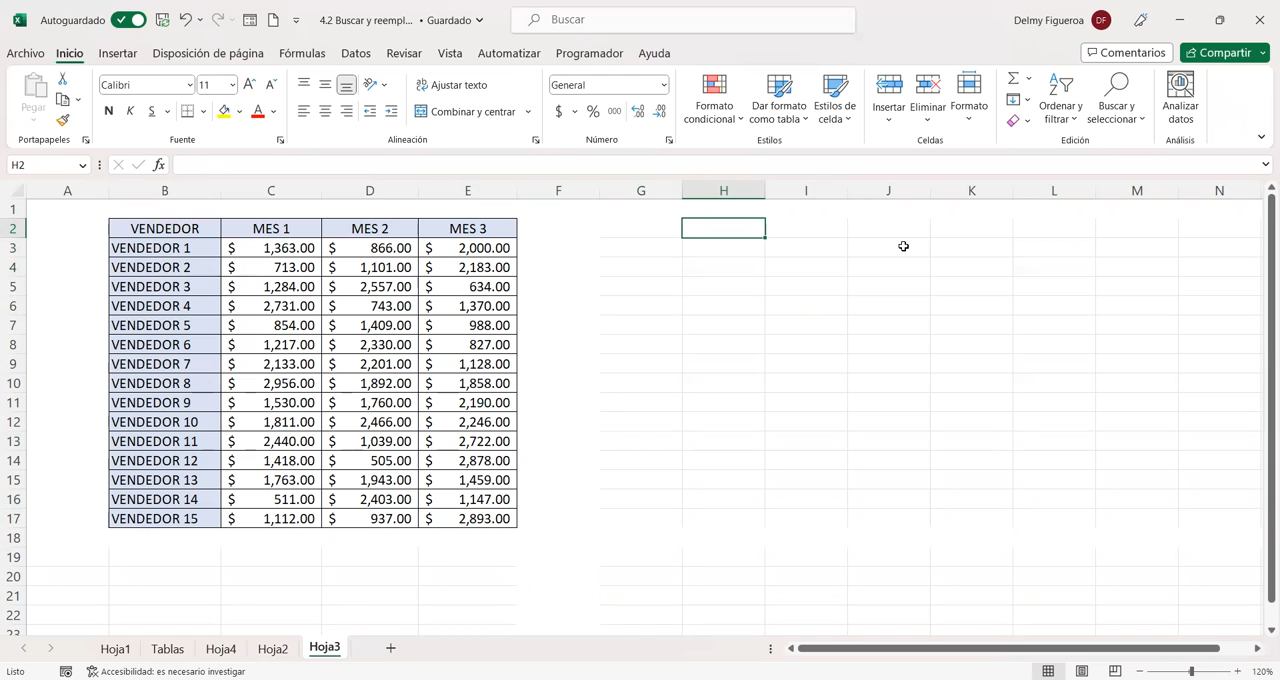 Autoguardado 4.2 Buscar y reempl... • Guardado Buscar Delmy Figueroa DF
Archivo Inicio Insertar Disposición de página Fórmulas Datos Revisar Vista Automatizar Programador Ayuda Comentarios Compartir
Pegar Calibri 11 Ajustar texto General Formato condicional Dar formato como tabla Estilos de celda Insertar Eliminar Formato Ordenar y filtrar Buscar y seleccionar Analizar datos
N K S Combinar y centrar $ % 000
Portapapeles Fuente Alineación Número Estilos Celdas Edición Análisis
H2 fx
A B C D E F G H I J K L M N
1
2 VENDEDOR MES 1 MES 2 MES 3
3 VENDEDOR 1 $ 1,363.00 $ 866.00 $ 2,000.00
4 VENDEDOR 2 $ 713.00 $ 1,101.00 $ 2,183.00
5 VENDEDOR 3 $ 1,284.00 $ 2,557.00 $ 634.00
6 VENDEDOR 4 $ 2,731.00 $ 743.00 $ 1,370.00
7 VENDEDOR 5 $ 854.00 $ 1,409.00 $ 988.00
8 VENDEDOR 6 $ 1,217.00 $ 2,330.00 $ 827.00
9 VENDEDOR 7 $ 2,133.00 $ 2,201.00 $ 1,128.00
10 VENDEDOR 8 $ 2,956.00 $ 1,892.00 $ 1,858.00
11 VENDEDOR 9 $ 1,530.00 $ 1,760.00 $ 2,190.00
12 VENDEDOR 10 $ 1,811.00 $ 2,466.00 $ 2,246.00
13 VENDEDOR 11 $ 2,440.00 $ 1,039.00 $ 2,722.00
14 VENDEDOR 12 $ 1,418.00 $ 505.00 $ 2,878.00
15 VENDEDOR 13 $ 1,763.00 $ 1,943.00 $ 1,459.00
16 VENDEDOR 14 $ 511.00 $ 2,403.00 $ 1,147.00
17 VENDEDOR 15 $ 1,112.00 $ 937.00 $ 2,893.00
18
19
20
21
22
23
Hoja1 Tablas Hoja4 Hoja2 Hoja3
Listo Accesibilidad: es necesario investigar 120%